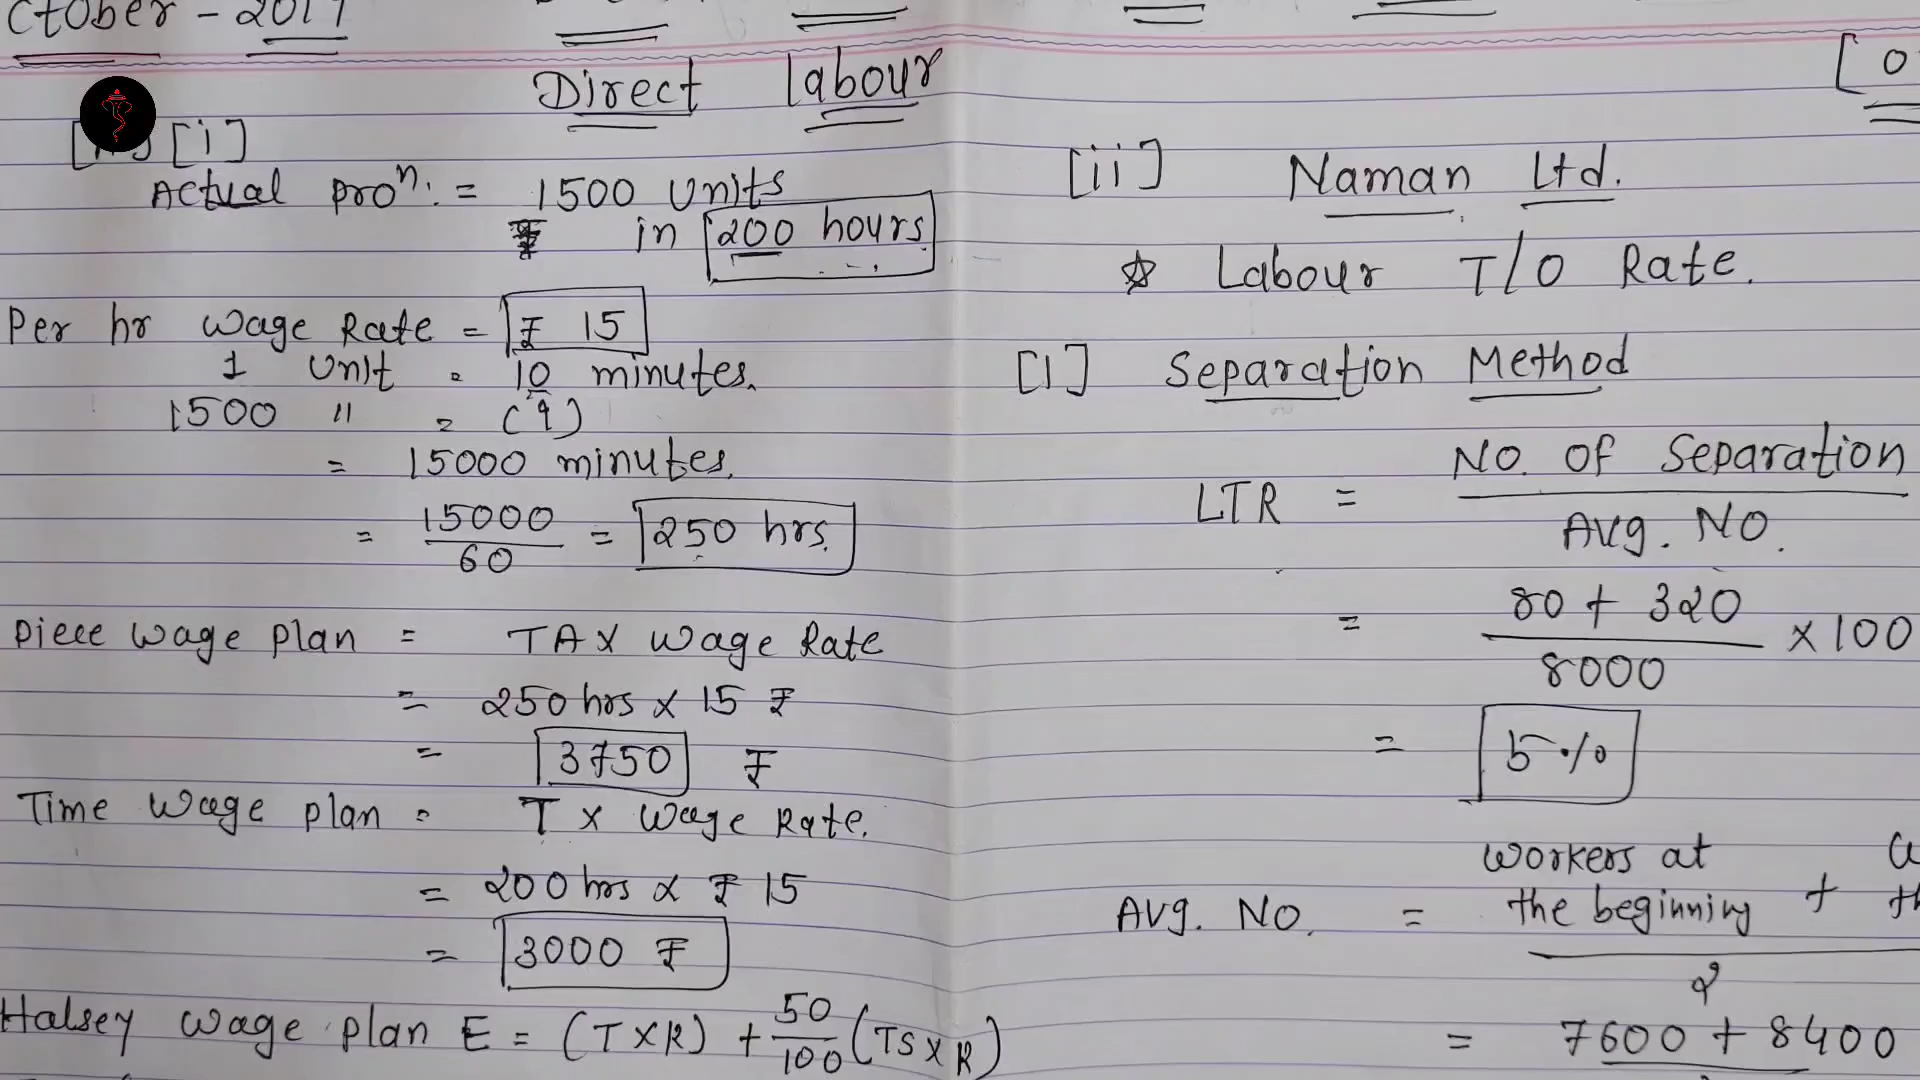 ctober - 2019
Direct Labour
[i]
Actual pron. = 1500 Units
in 200 hours
Per hr wage Rate = ₹ 15
1 Unit = 10 minutes.
1500 " = (?)
= 15000 minutes.
= 15000/60 = 250 hrs.
Piece wage plan = TA X wage Rate
= 250 hrs x 15 ₹
= 3750 ₹
Time wage plan = T X wage Rate.
= 200 hrs x ₹ 15
= 3000 ₹
Halsey wage plan E = (TXR) + 50/100 (TS X R)
[ii] Naman Ltd.
☆ Labour T/O Rate.
[1] Separation Method
LTR = No. of Separation / Avg. No.
= 80 + 320 / 8000 x 100
= 5%
Avg. No. = workers at the beginning + / 2
= 7600 + 8400